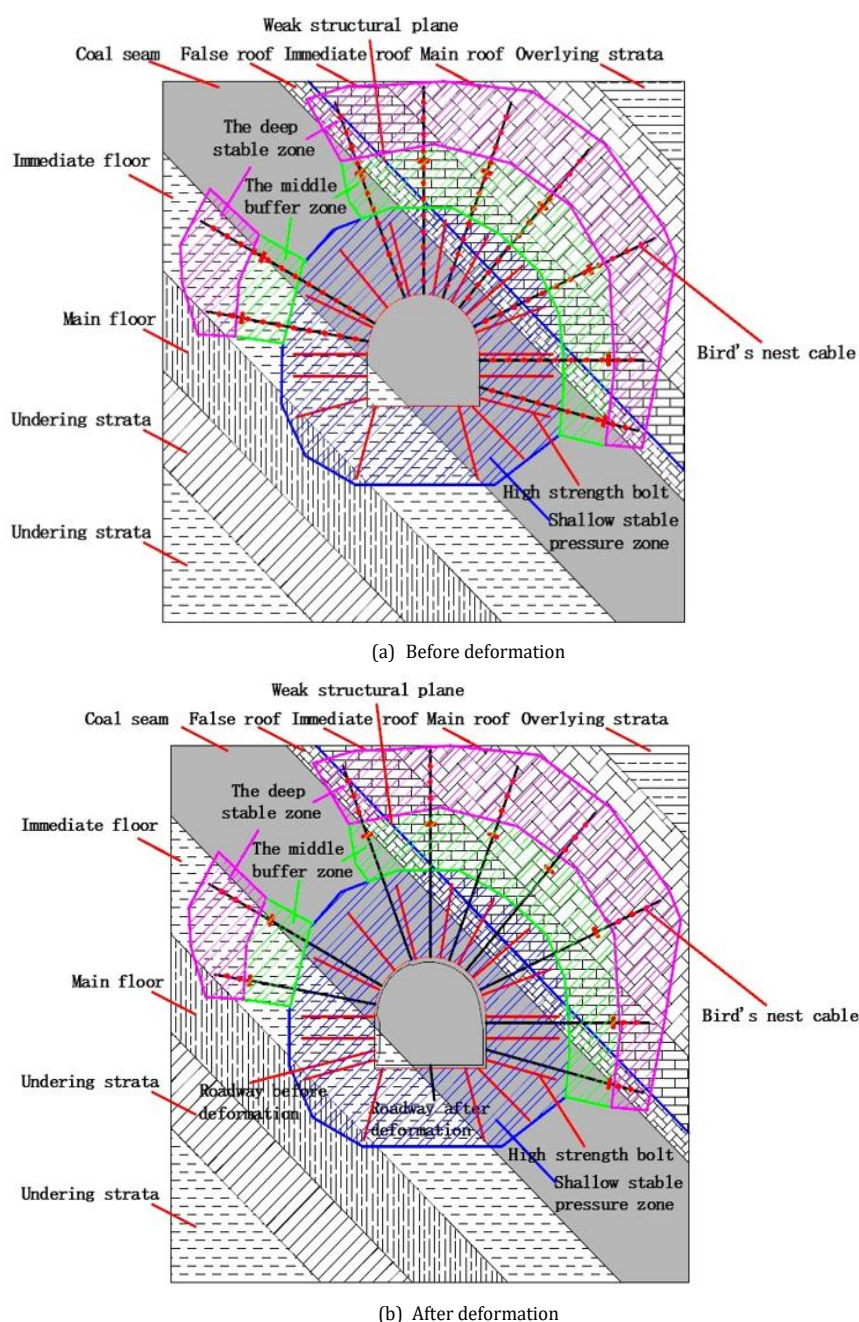 Weak structural plane
Coal seam False roof Immediate roof Main roof Overlying strata
The deep
stable zone
Immediate floor
The middle
buffer zone
Main floor
Bird's nest cable
Undering strata
High strength bolt
Shallow stable
pressure zone
Undering strata
(a) Before deformation
Weak structural plane
Coal seam False roof Immediate roof Main roof Overlying strata
The deep
stable zone
Immediate floor
The middle
buffer zone
Main floor
Bird's nest cable
Undering strata
Roadway before
deformation
Roadway after
deformation
High strength bolt
Shallow stable
pressure zone
Undering strata
(b) After deformation